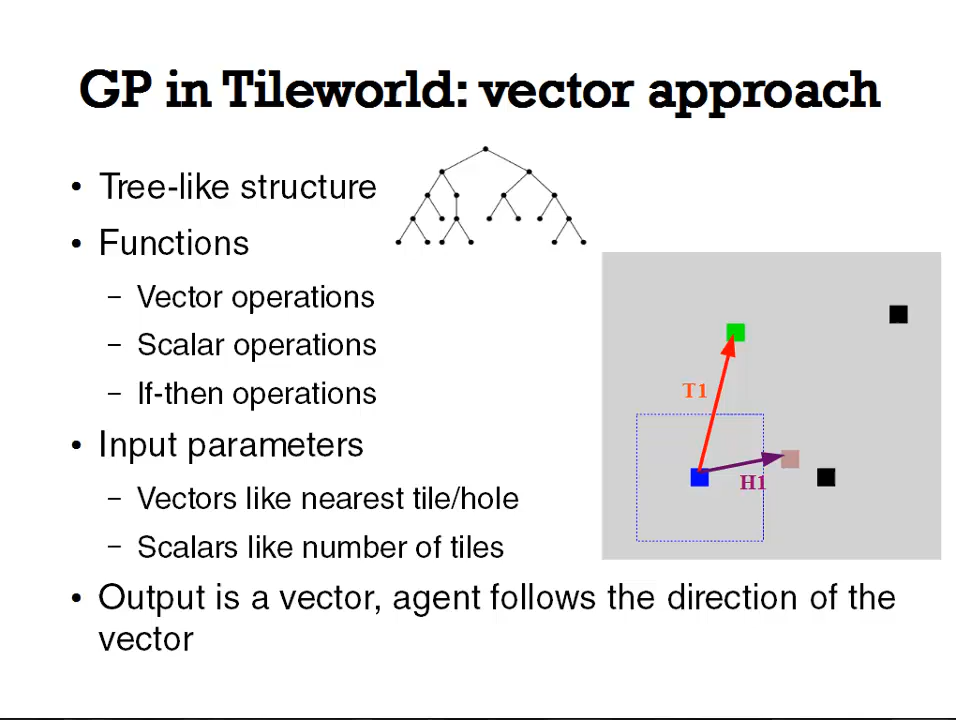 GP in Tileworld: vector approach
• Tree-like structure
• Functions
– Vector operations
– Scalar operations
– If-then operations
• Input parameters
– Vectors like nearest tile/hole
– Scalars like number of tiles
• Output is a vector, agent follows the direction of the
vector
T1
H1